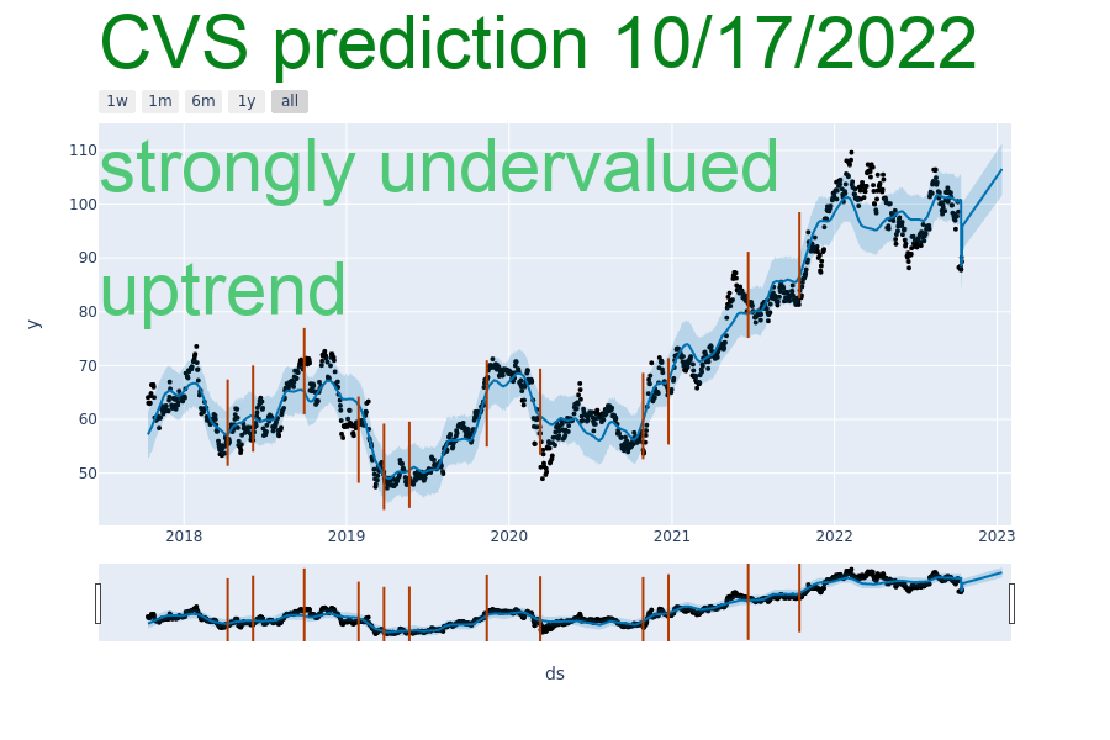 CVS prediction 10/17/2022
1w 1m 6m 1y all
strongly undervalued
uptrend
110
100
90
80
70
60
50
y
2018 2019 2020 2021 2022 2023
ds